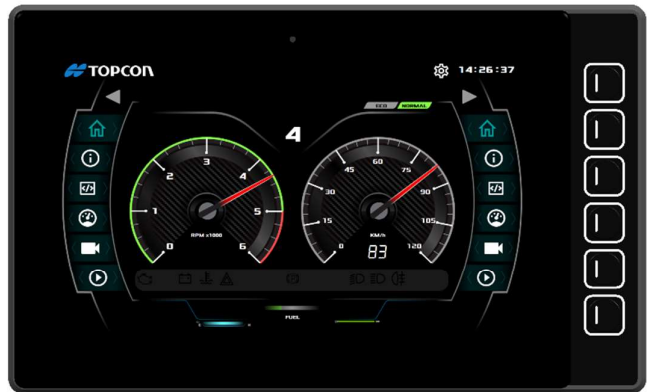 TOPCON
14:26:37
ECO NORMAL
4
0 1 2 3 4 5 6
RPM x1000
0 15 30 45 60 75 90 105 120
KM/h
83
FUEL